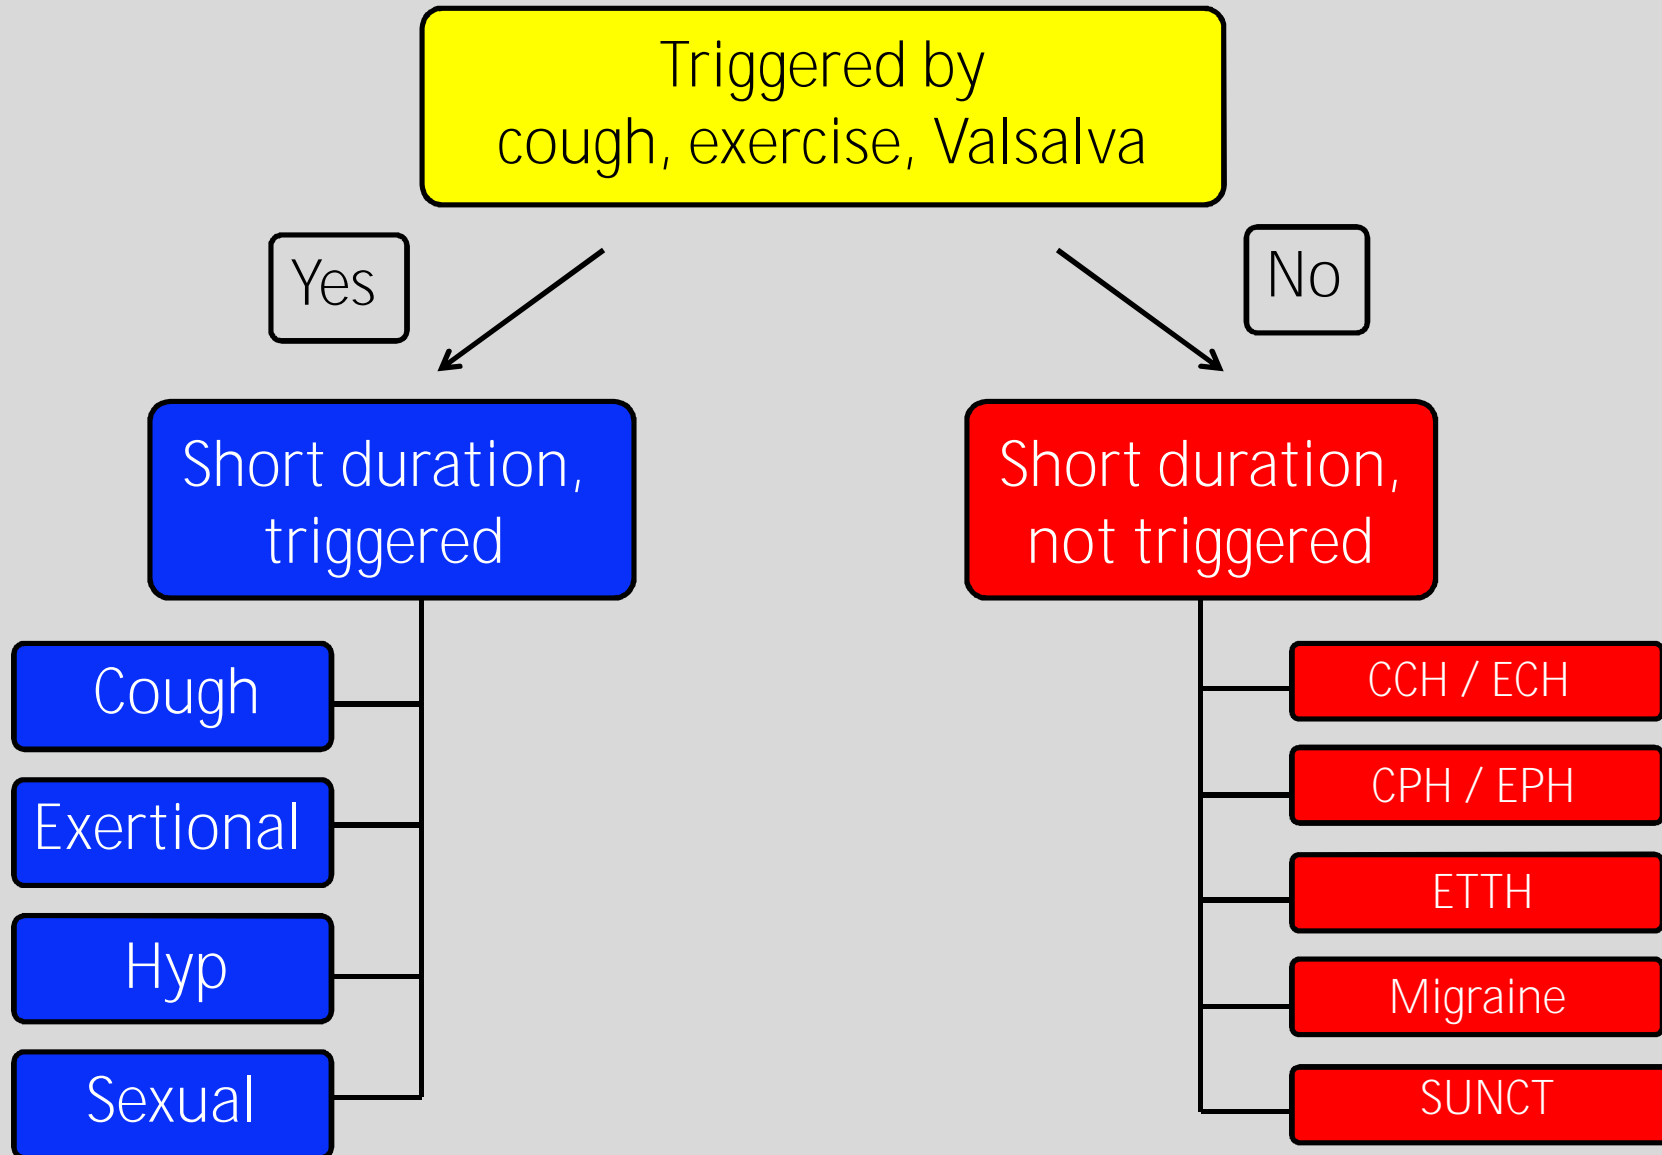 Triggered by
cough, exercise, Valsalva
Yes
No
Short duration,
triggered
Short duration,
not triggered
Cough
Exertional
Hyp
Sexual
CCH / ECH
CPH / EPH
ETTH
Migraine
SUNCT